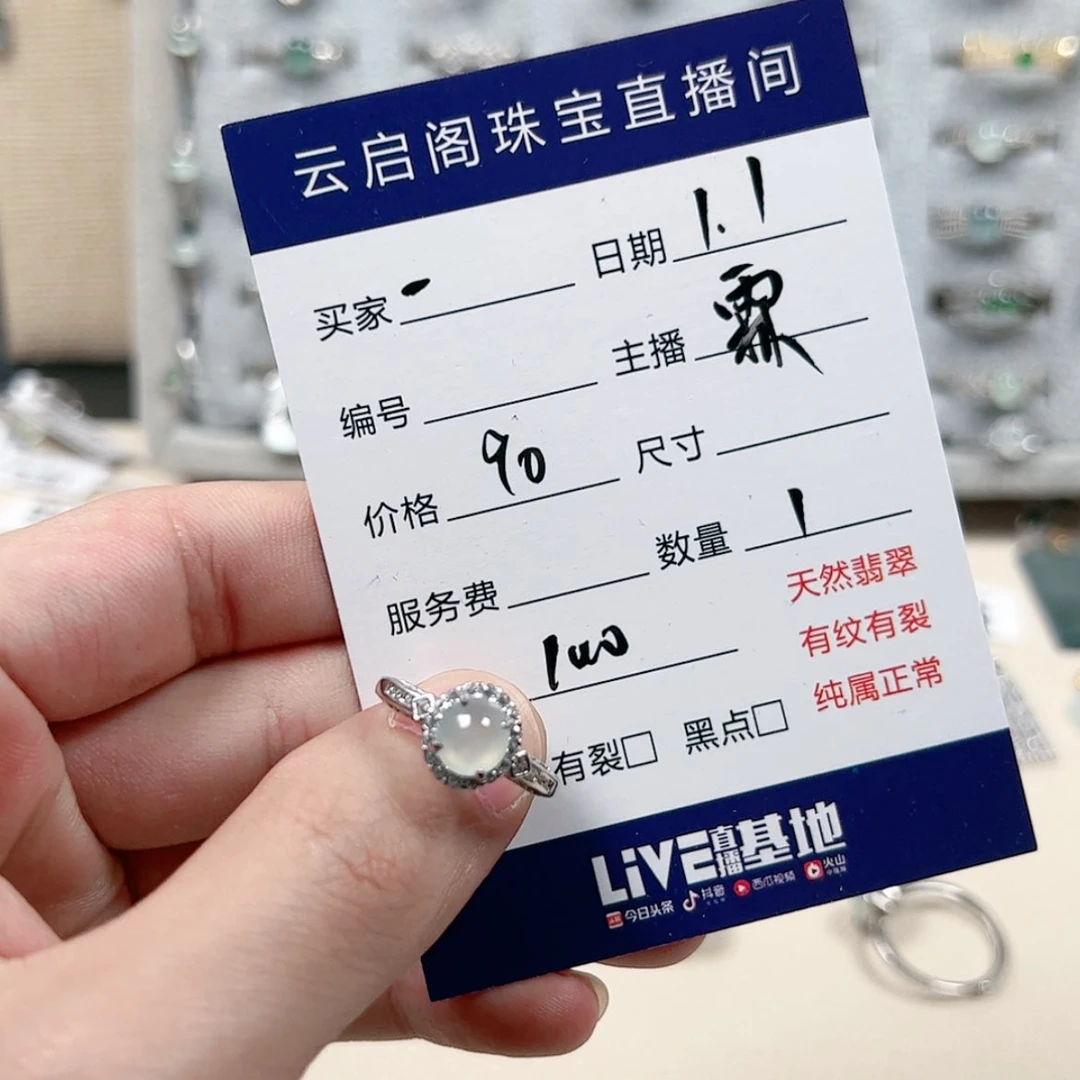 云启阁珠宝直播间
买家 一 日期 1.1
编号 主播 霖
价格 90 尺寸
服务费 数量 1
100
天然翡翠
有纹有裂
纯属正常
有裂□ 黑点□
LiVE直播基地
今日头条 抖音 西瓜视频 火山